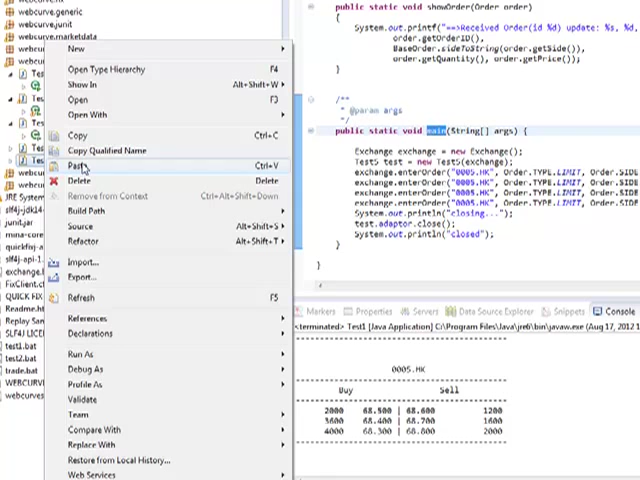 webcurve.generic
webcurve.junit
webcurve.marketdata
New
Open Type Hierarchy F4
Show In Alt+Shift+W
Open F3
Open With
Copy Ctrl+C
Copy Qualified Name
Paste Ctrl+V
Delete Delete
Remove from Context Ctrl+Alt+Shift+Down
Build Path
Source Alt+Shift+S
Refactor Alt+Shift+T
Import...
Export...
Refresh F5
References
Declarations
Run As
Debug As
Profile As
Validate
Team
Compare With
Replace With
Restore from Local History...
Web Services
JRE System
slf4j-jdk14-
junit.jar
mina-core-
quickfixj-
slf4j-api-1.
exchange.
FixClient.c
QUICK FIX
Readme.ht
Replay San
SLF4J LICE
test1.bat
test2.bat
trade.bat
WEBCURVE
webcurves
public static void showOrder(Order order)
{
System.out.printf("==>Received Order(id %d) update: %s, %d,
order.getOrderID(),
BaseOrder.sideToString(order.getSide()),
order.getQuantity(), order.getPrice());
}
/**
* @param args
*/
public static void main(String[] args) {
Exchange exchange = new Exchange();
Test5 test = new Test5(exchange);
exchange.enterOrder("0005.HK", Order.TYPE.LIMIT, Order.SIDE
exchange.enterOrder("0005.HK", Order.TYPE.LIMIT, Order.SIDE
exchange.enterOrder("0005.HK", Order.TYPE.LIMIT, Order.SIDE
exchange.enterOrder("0005.HK", Order.TYPE.LIMIT, Order.SIDE
System.out.println("closing...");
test.adaptor.close();
System.out.println("closed");
}
}
Markers Properties Servers Data Source Explorer Snippets Console
<terminated> Test1 [Java Application] C:\Program Files\Java\jre6\bin\javaw.exe (Aug 17, 2012 1
0005.HK
Buy Sell
2000 68.500 | 68.600 1200
3600 68.400 | 68.700 1600
4000 68.300 | 68.800 2000